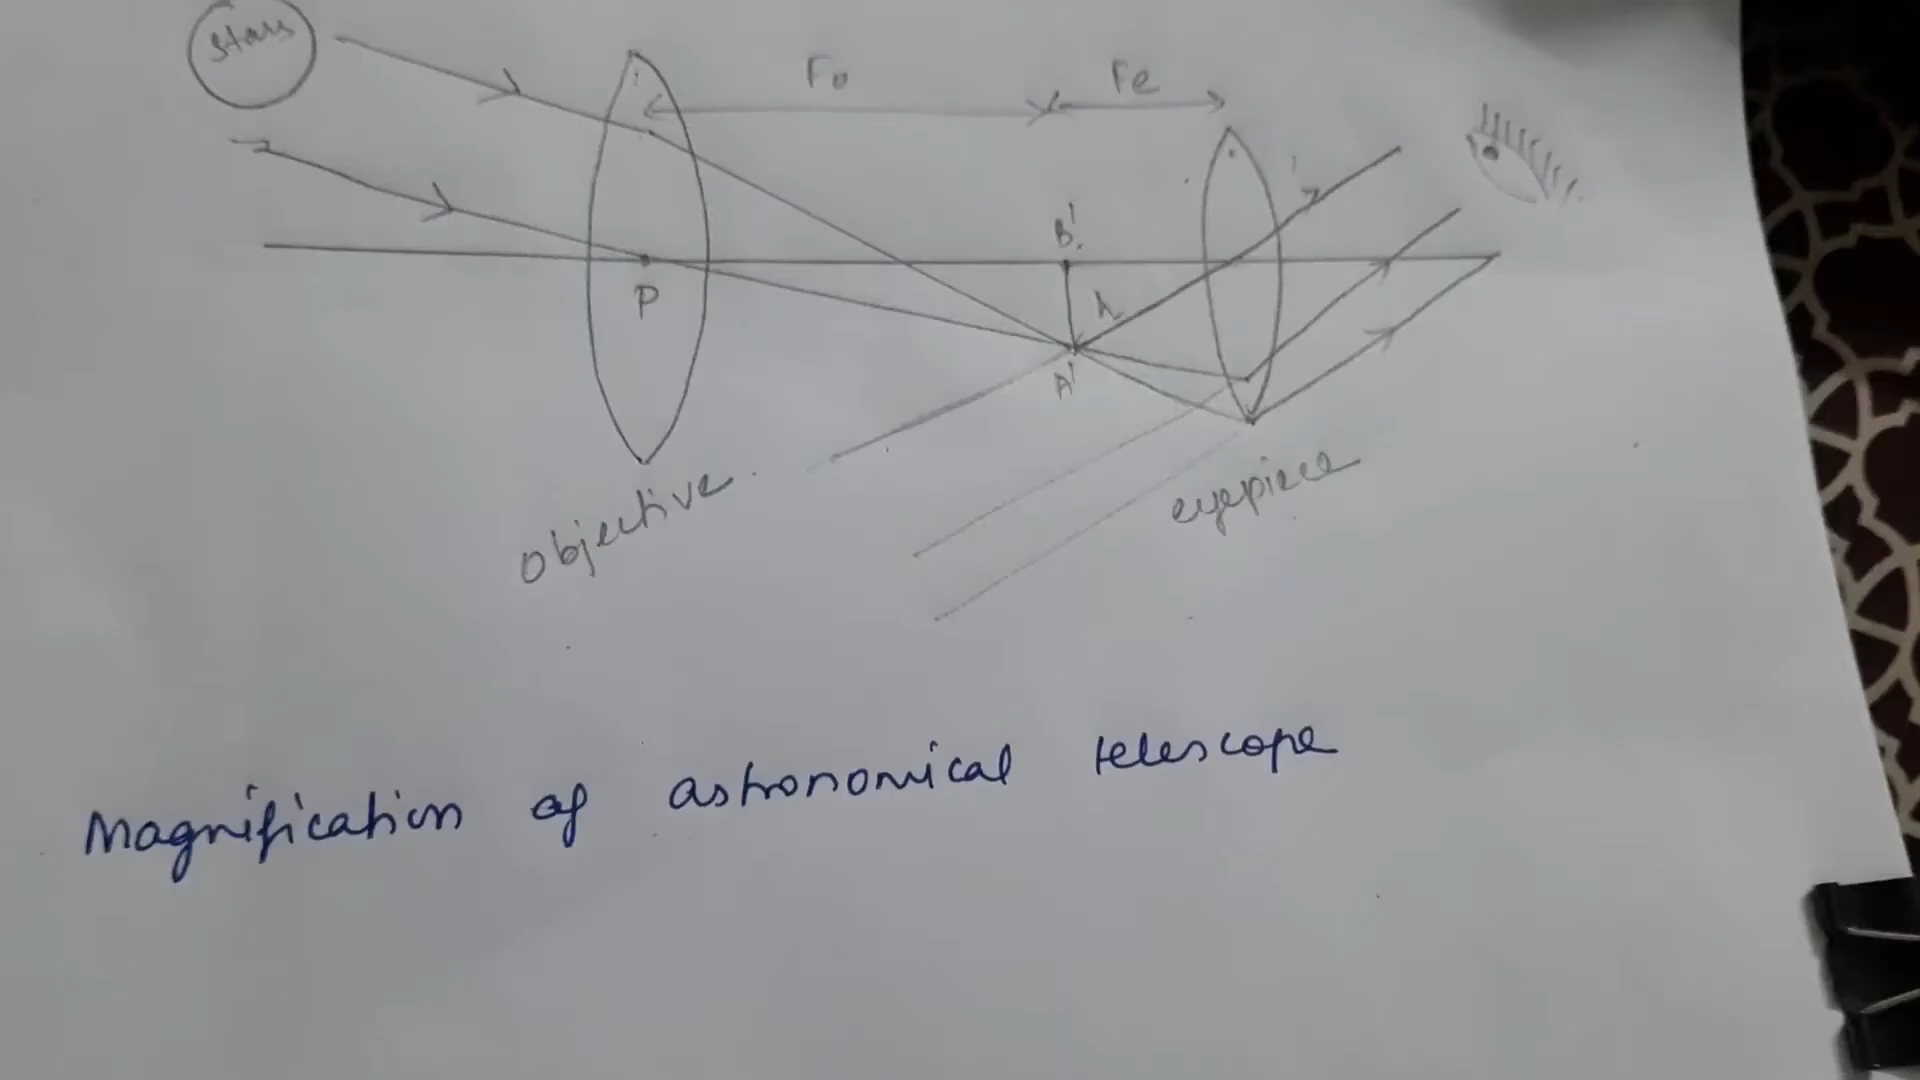 stars
Fo
Fe
B'
P
h
A'
objective
eyepiece
Magnification of astronomical telescope